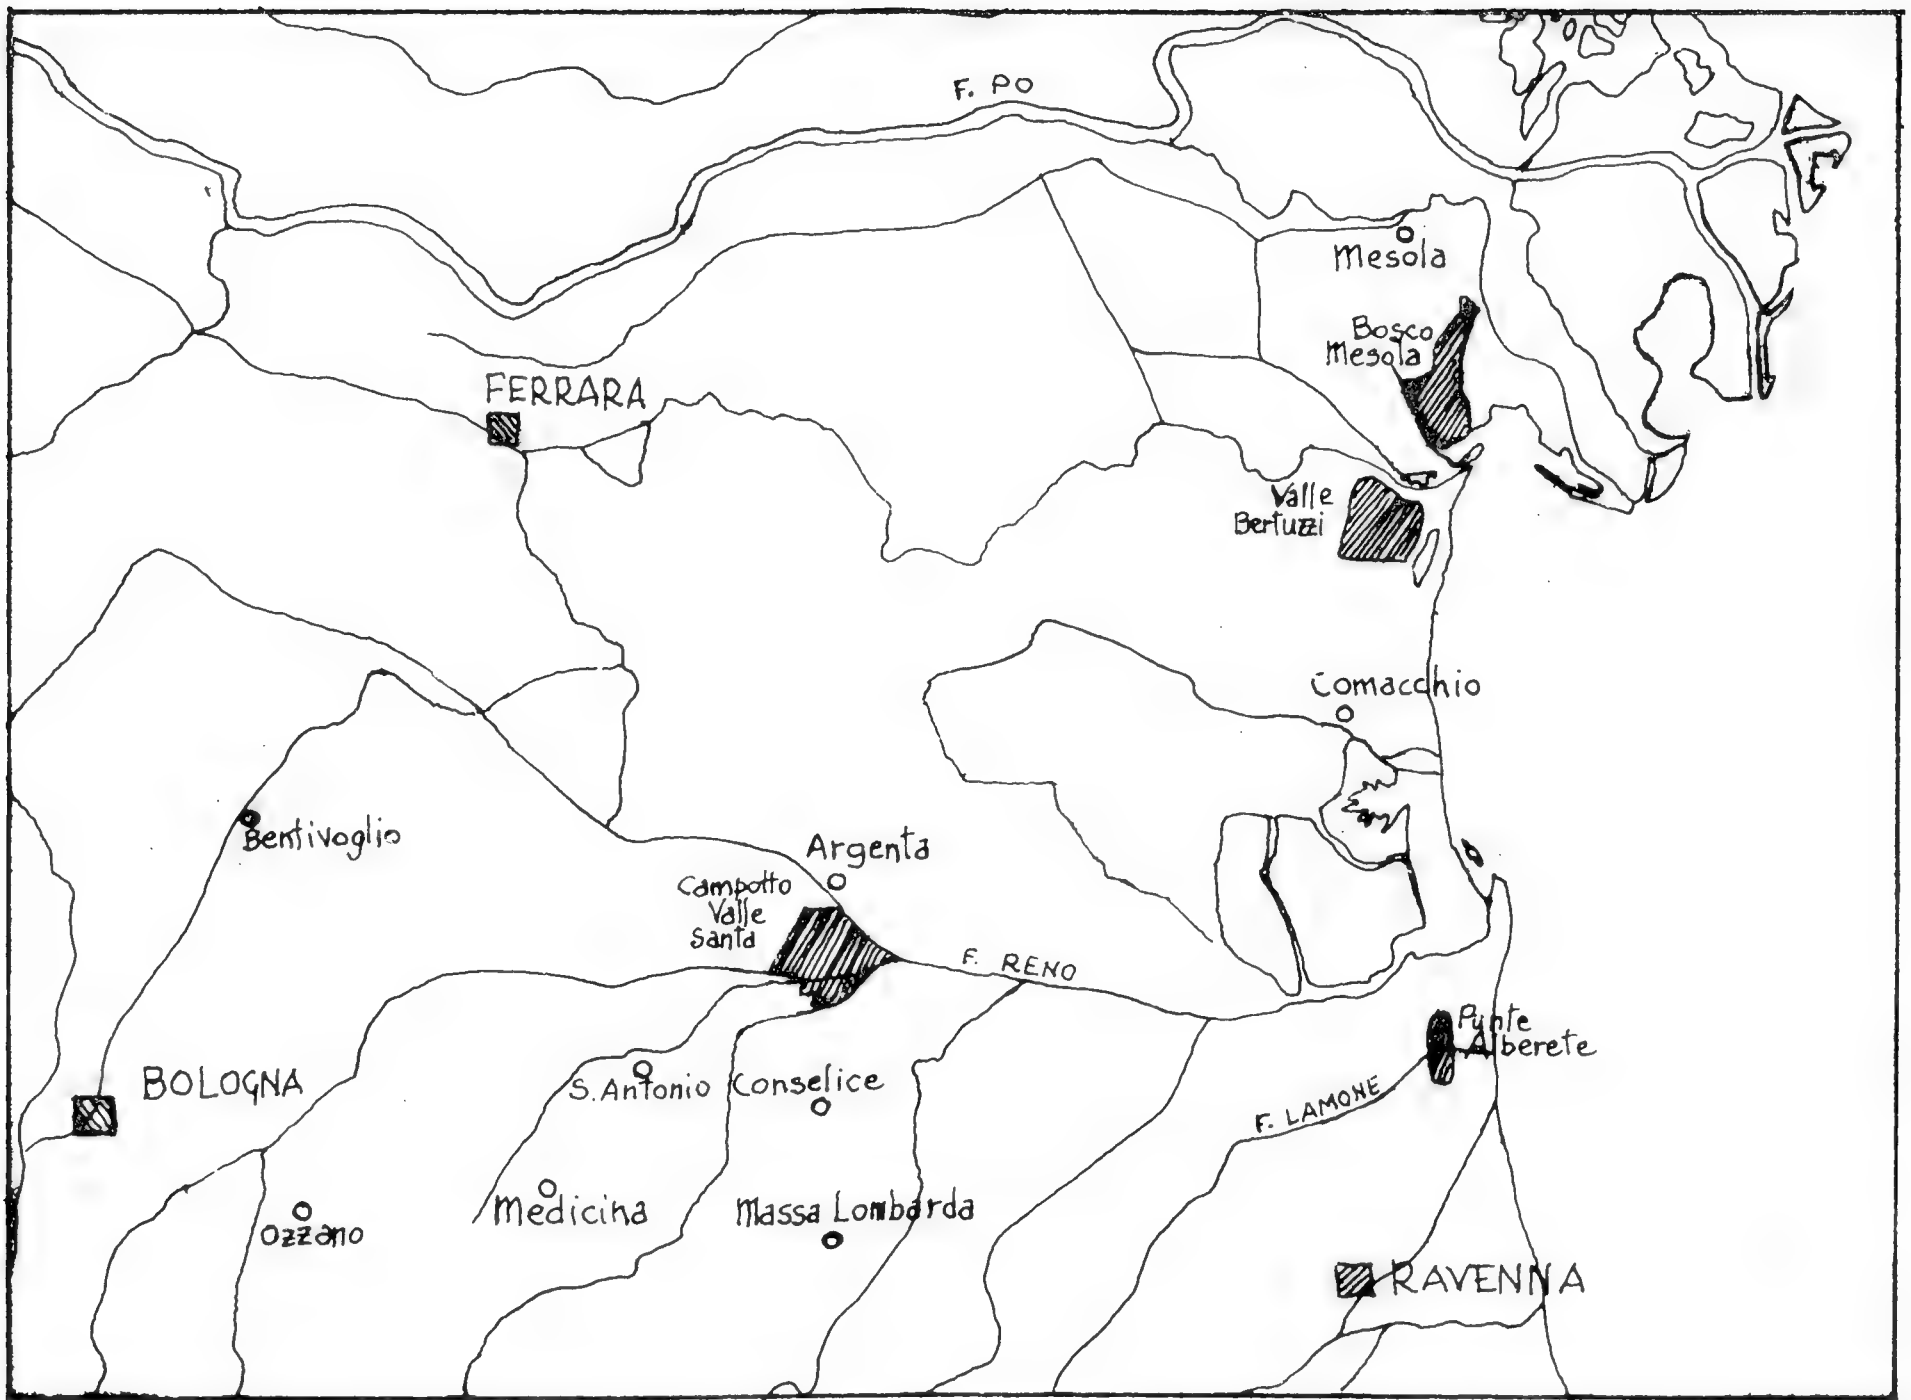 F. PO
Mesola
Bosco
Mesola
FERRARA
Valle
Bertuzzi
Comacchio
Bentivoglio
Argenta
Campotto
Valle
Santa
F. RENO
Punte
Alberete
BOLOGNA
S. Antonio
Conselice
F. LAMONE
Medicina
Massa Lombarda
Ozzano
RAVENNA